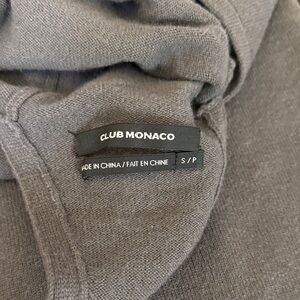 CLUB MONACO
ADE IN CHINA / FAIT EN CHINE
S / P